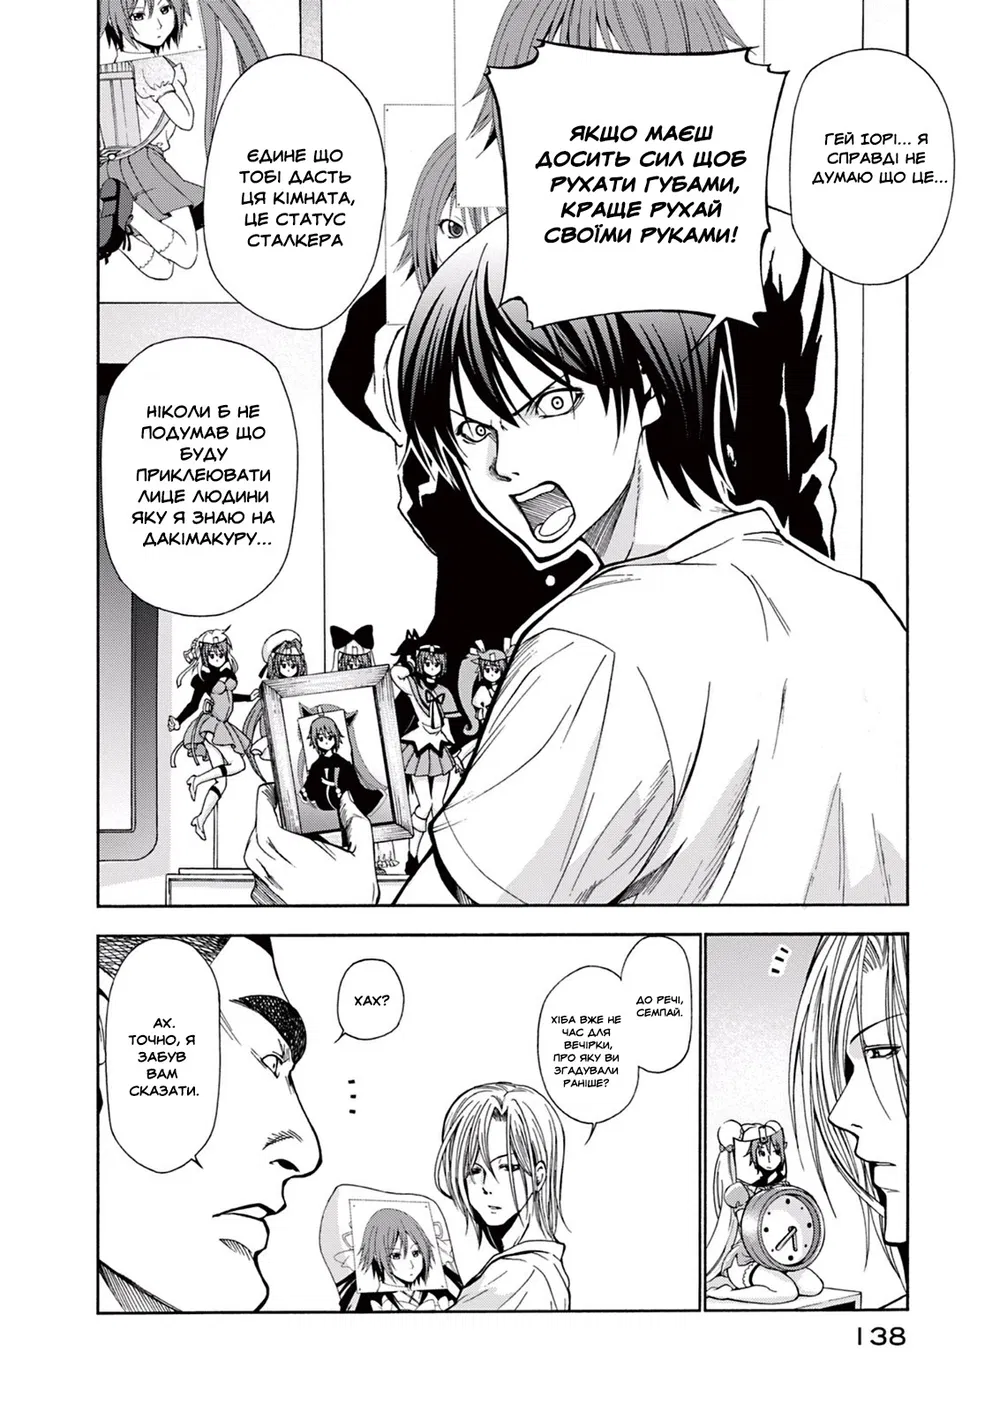 ГЕЙ ІОРІ... Я
СПРАВДІ НЕ
ДУМАЮ ЩО ЦЕ...
ЯКЩО МАЄШ
ДОСИТЬ СИЛ ЩОБ
РУХАТИ ГУБАМИ,
КРАЩЕ РУХАЙ
СВОЇМИ РУКАМИ!
ЄДИНЕ ЩО
ТОБІ ДАСТЬ
ЦЯ КІМНАТА,
ЦЕ СТАТУС
СТАЛКЕРА
НІКОЛИ Б НЕ
ПОДУМАВ ЩО
БУДУ
ПРИКЛЕЮВАТИ
ЛИЦЕ ЛЮДИНИ
ЯКУ Я ЗНАЮ НА
ДАКІМАКУРУ...
ДО РЕЧІ,
СЕМПАЙ.
ХІБА ВЖЕ НЕ
ЧАС ДЛЯ
ВЕЧІРКИ,
ПРО ЯКУ ВИ
ЗГАДУВАЛИ
РАНІШЕ?
ХАХ?
АХ.
ТОЧНО, Я
ЗАБУВ
ВАМ
СКАЗАТИ.
138